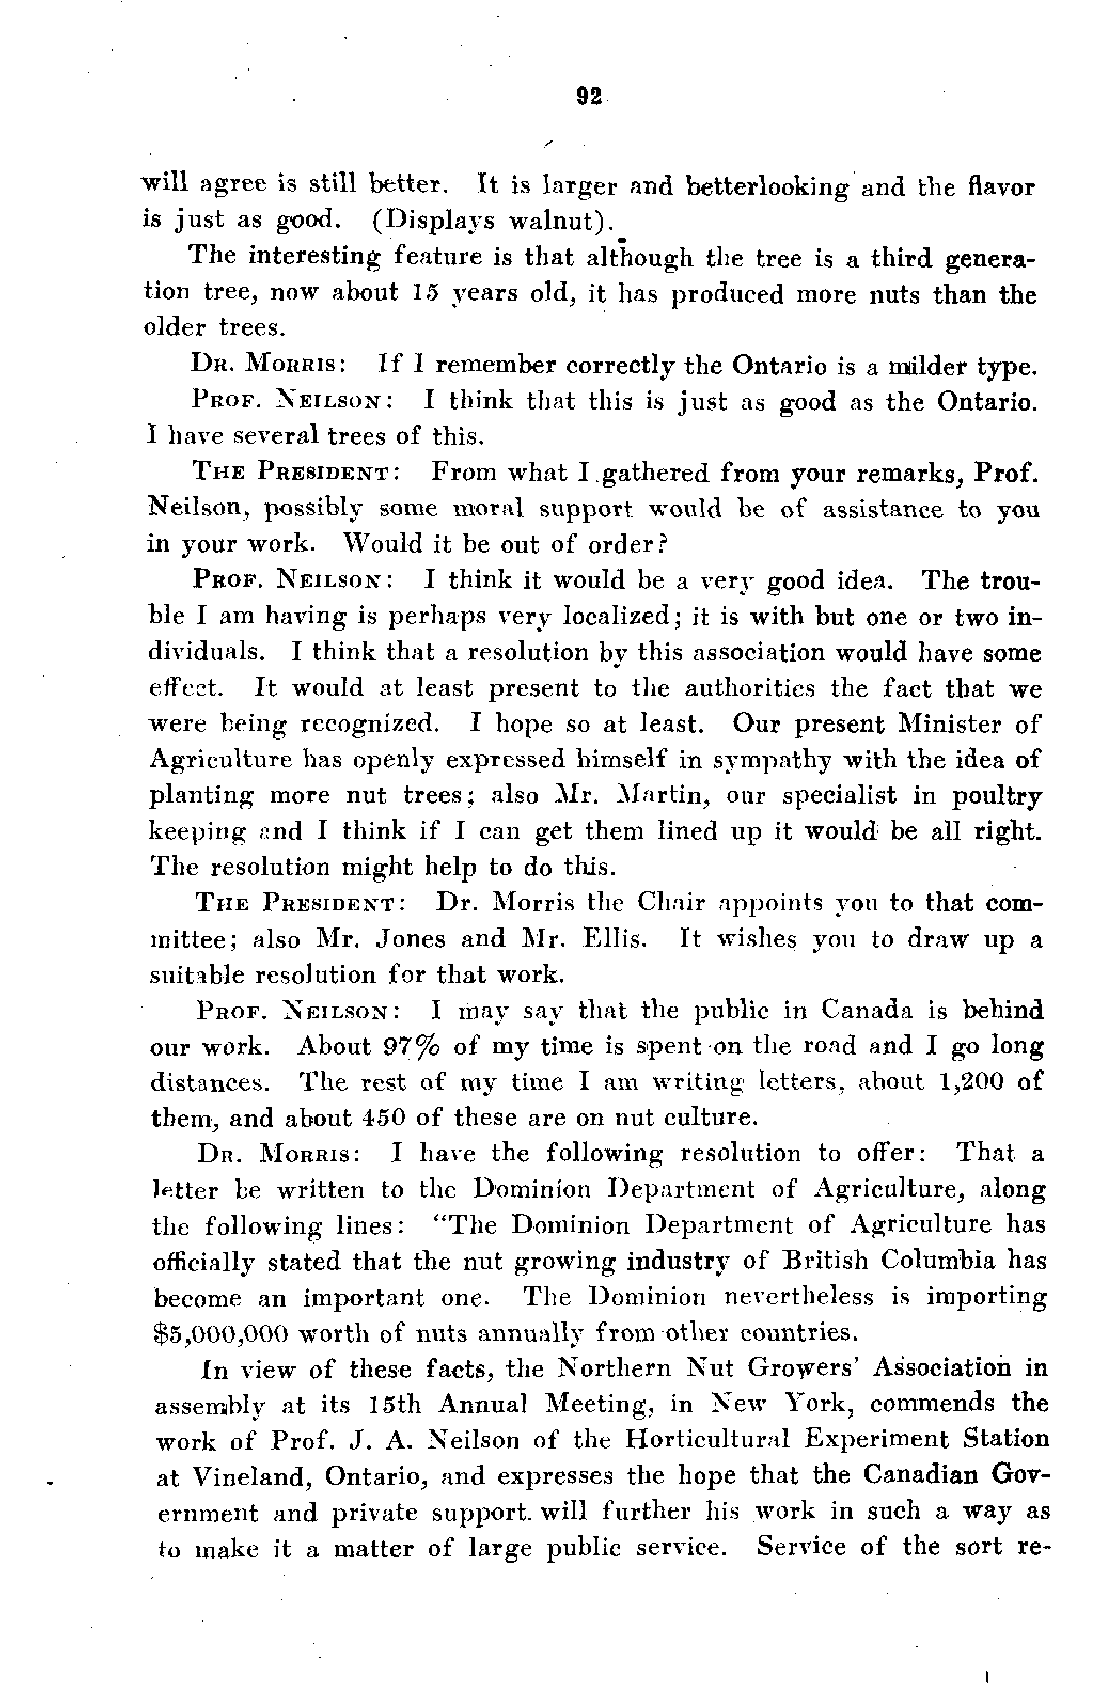 92
will agree is still better. It is larger and betterlooking and the flavor
is just as good. (Displays walnut).
The interesting feature is that although the tree is a third genera-
tion tree, now about 15 years old, it has produced more nuts than the
older trees.
DR. MORRIS: If I remember correctly the Ontario is a milder type.
PROF. NEILSON: I think that this is just as good as the Ontario.
I have several trees of this.
THE PRESIDENT: From what I gathered from your remarks, Prof.
Neilson, possibly some moral support would be of assistance to you
in your work. Would it be out of order?
PROF. NEILSON: I think it would be a very good idea. The trou-
ble I am having is perhaps very localized; it is with but one or two in-
dividuals. I think that a resolution by this association would have some
effect. It would at least present to the authorities the fact that we
were being recognized. I hope so at least. Our present Minister of
Agriculture has openly expressed himself in sympathy with the idea of
planting more nut trees; also Mr. Martin, our specialist in poultry
keeping and I think if I can get them lined up it would be all right.
The resolution might help to do this.
THE PRESIDENT: Dr. Morris the Chair appoints you to that com-
mittee; also Mr. Jones and Mr. Ellis. It wishes you to draw up a
suitable resolution for that work.
PROF. NEILSON: I may say that the public in Canada is behind
our work. About 97% of my time is spent on the road and I go long
distances. The rest of my time I am writing letters, about 1,200 of
them, and about 450 of these are on nut culture.
DR. MORRIS: I have the following resolution to offer: That a
letter be written to the Dominion Department of Agriculture, along
the following lines: "The Dominion Department of Agriculture has
officially stated that the nut growing industry of British Columbia has
become an important one. The Dominion nevertheless is importing
$5,000,000 worth of nuts annually from other countries.
In view of these facts, the Northern Nut Growers' Association in
assembly at its 15th Annual Meeting, in New York, commends the
work of Prof. J. A. Neilson of the Horticultural Experiment Station
at Vineland, Ontario, and expresses the hope that the Canadian Gov-
ernment and private support will further his work in such a way as
to make it a matter of large public service. Service of the sort re-